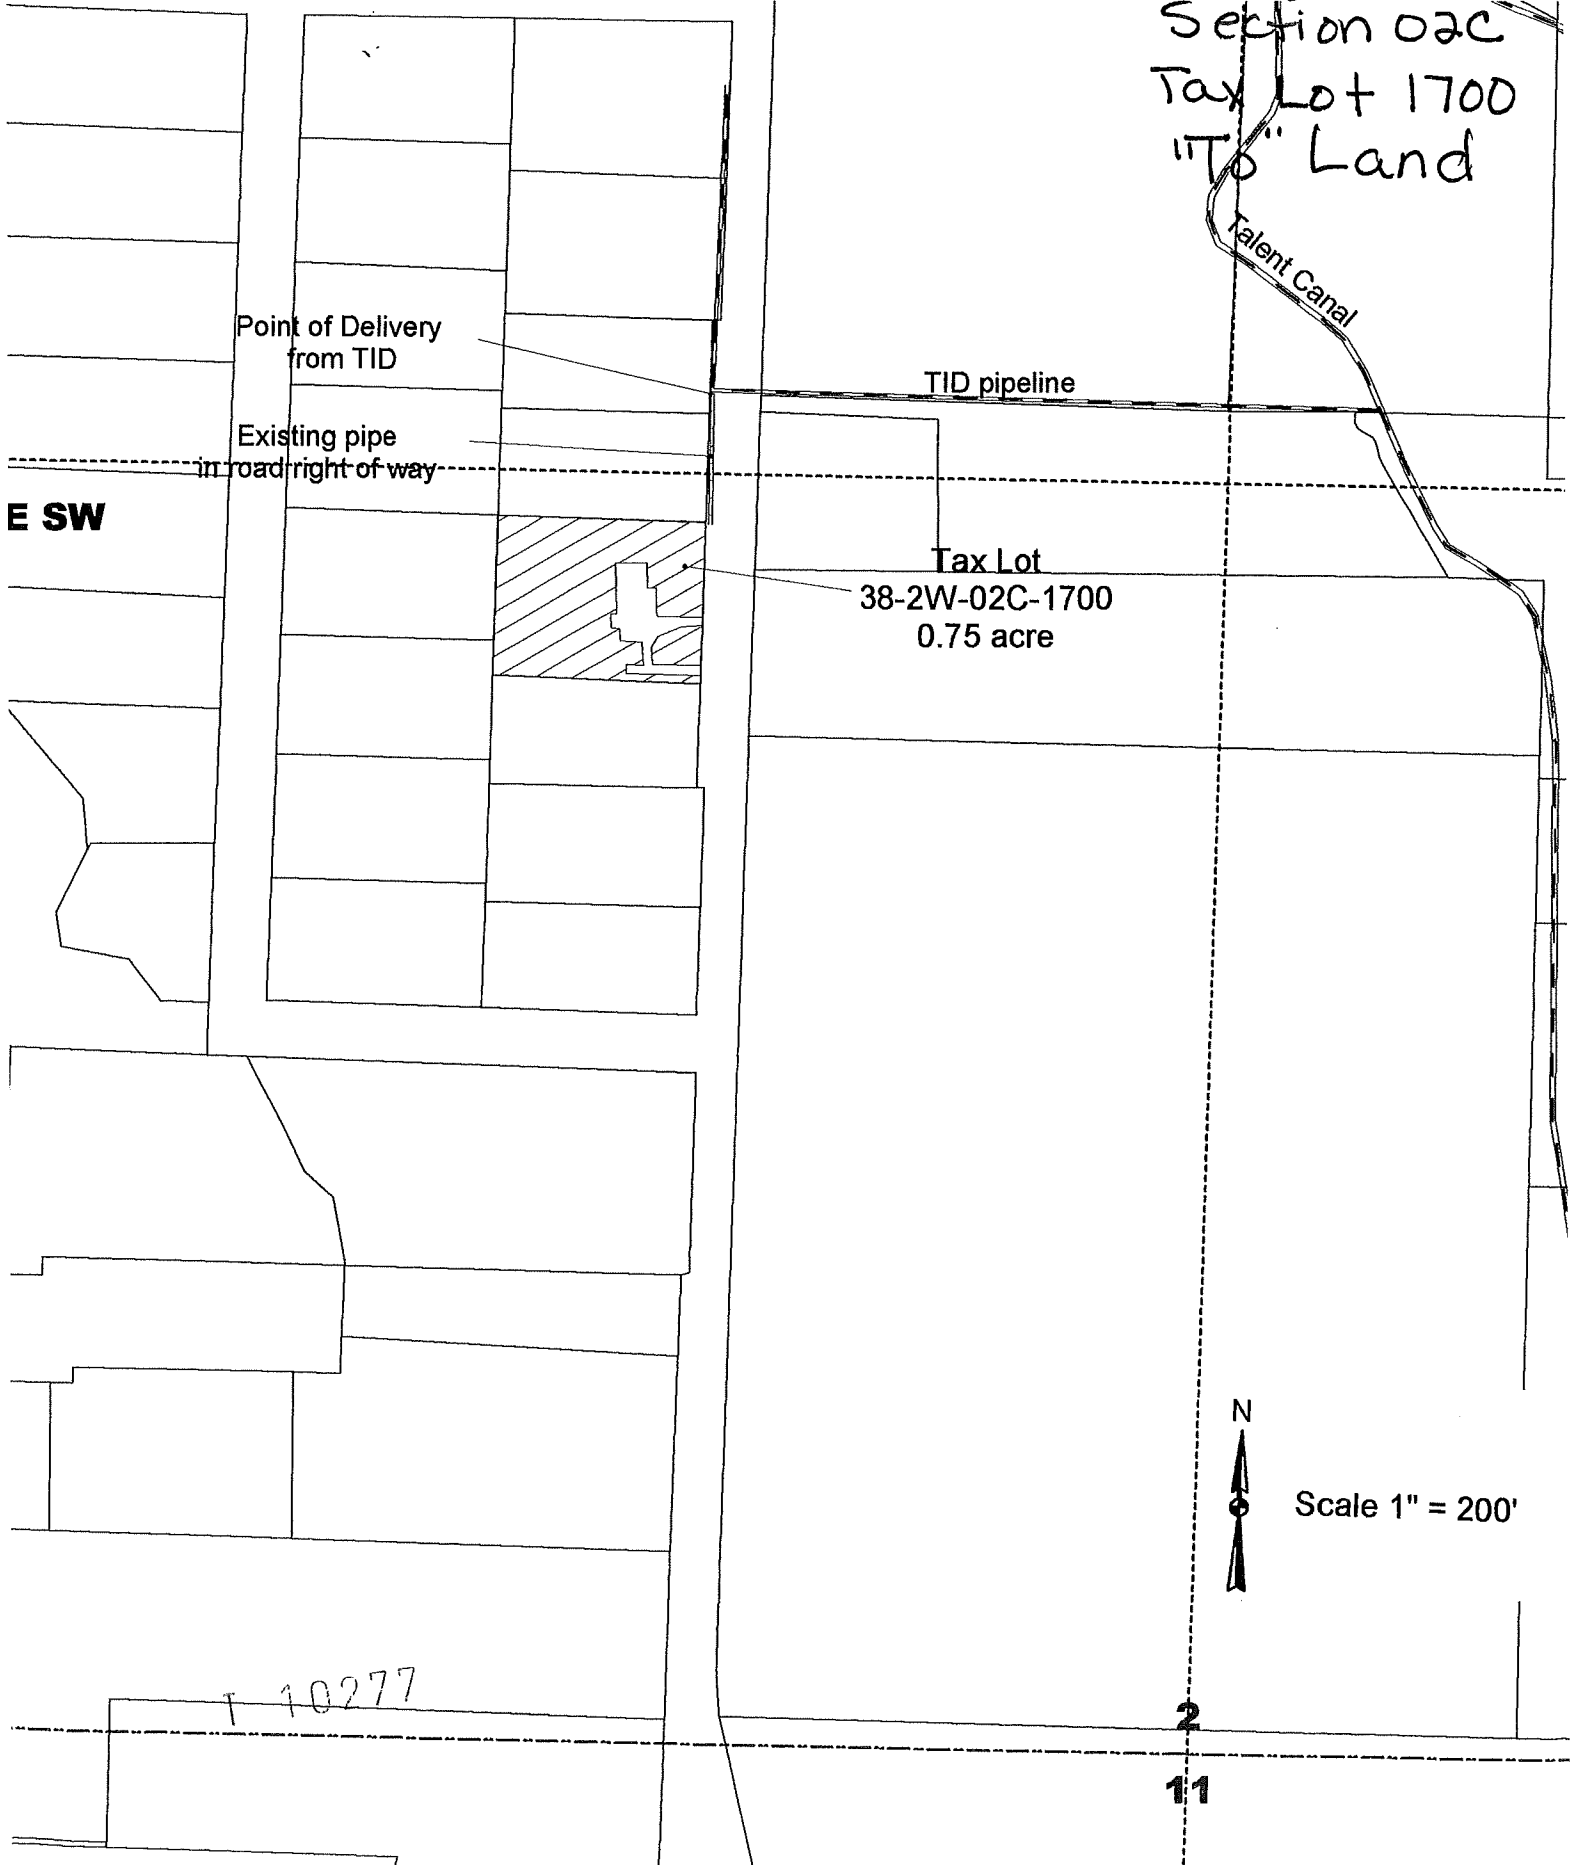 Section 02C
Tax Lot 1700
"To" Land
Talent Canal
Point of Delivery
from TID
TID pipeline
Existing pipe
in road right of way
E SW
Tax Lot
38-2W-02C-1700
0.75 acre
N
Scale 1" = 200'
T 10277
2
11